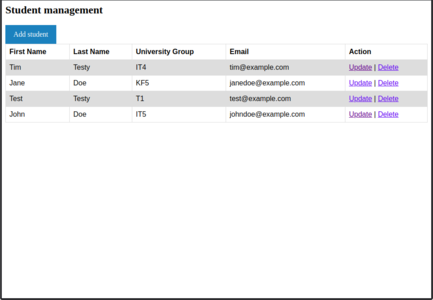 Student management
Add student
First Name Last Name University Group Email Action
Tim Testy IT4 tim@example.com Update | Delete
Jane Doe KF5 janedoe@example.com Update | Delete
Test Testy T1 test@example.com Update | Delete
John Doe IT5 johndoe@example.com Update | Delete